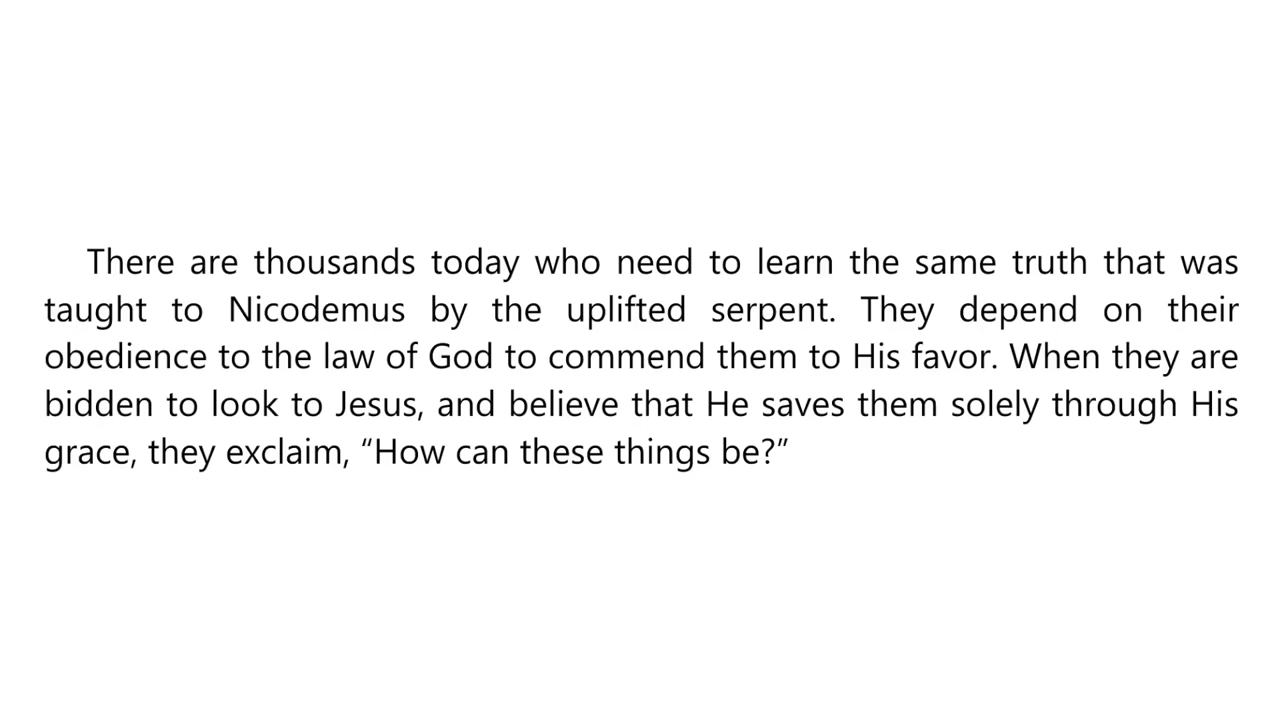 There are thousands today who need to learn the same truth that was
taught to Nicodemus by the uplifted serpent. They depend on their
obedience to the law of God to commend them to His favor. When they are
bidden to look to Jesus, and believe that He saves them solely through His
grace, they exclaim, “How can these things be?”